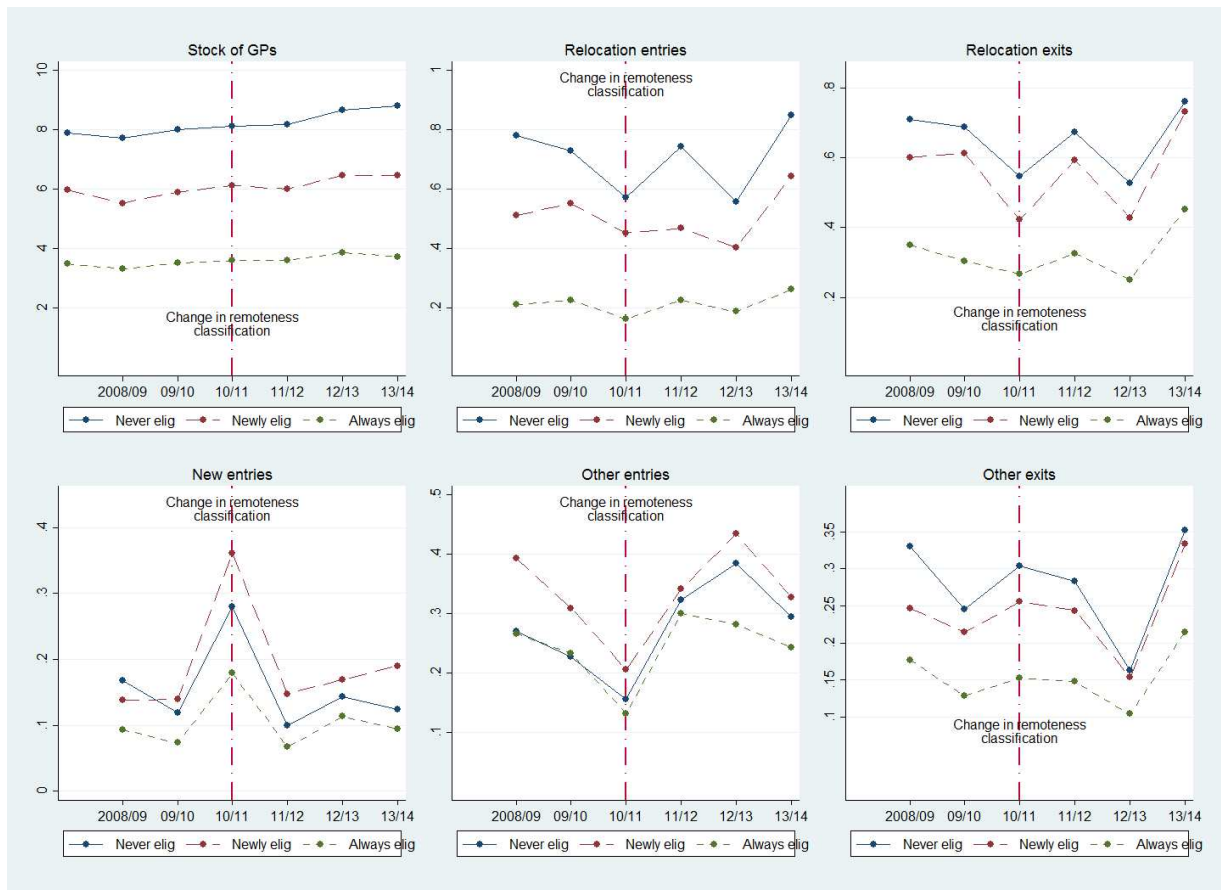 Stock of GPs
10
8
6
4
2
Change in remoteness
classification
2008/09 09/10 10/11 11/12 12/13 13/14
Never elig Newly elig Always elig
Relocation entries
Change in remoteness
classification
1
.8
.6
.4
.2
2008/09 09/10 10/11 11/12 12/13 13/14
Never elig Newly elig Always elig
Relocation exits
.8
.6
.4
.2
Change in remoteness
classification
2008/09 09/10 10/11 11/12 12/13 13/14
Never elig Newly elig Always elig
New entries
Change in remoteness
classification
.4
.3
.2
.1
0
2008/09 09/10 10/11 11/12 12/13 13/14
Never elig Newly elig Always elig
Other entries
Change in remoteness
classification
.5
.4
.3
.2
.1
2008/09 09/10 10/11 11/12 12/13 13/14
Never elig Newly elig Always elig
Other exits
.35
.3
.25
.2
.15
.1
Change in remoteness
classification
2008/09 09/10 10/11 11/12 12/13 13/14
Never elig Newly elig Always elig